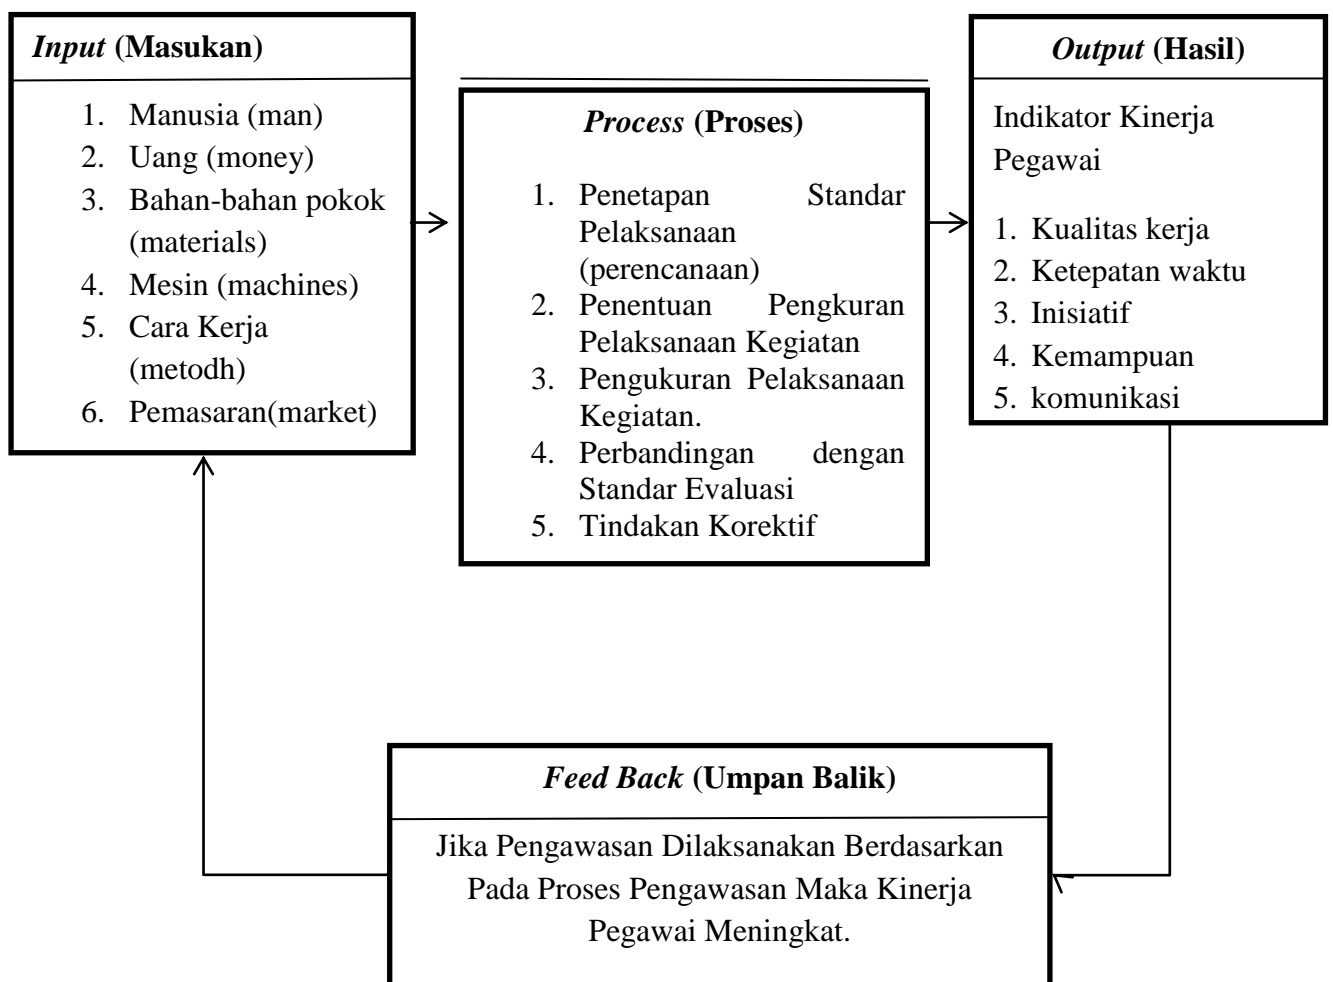 Input (Masukan)
1. Manusia (man)
2. Uang (money)
3. Bahan-bahan pokok
(materials)
4. Mesin (machines)
5. Cara Kerja
(metodh)
6. Pemasaran(market)
Process (Proses)
1. Penetapan Standar
Pelaksanaan
(perencanaan)
2. Penentuan Pengkuran
Pelaksanaan Kegiatan
3. Pengukuran Pelaksanaan
Kegiatan.
4. Perbandingan dengan
Standar Evaluasi
5. Tindakan Korektif
Output (Hasil)
Indikator Kinerja
Pegawai
1. Kualitas kerja
2. Ketepatan waktu
3. Inisiatif
4. Kemampuan
5. komunikasi
Feed Back (Umpan Balik)
Jika Pengawasan Dilaksanakan Berdasarkan
Pada Proses Pengawasan Maka Kinerja
Pegawai Meningkat.